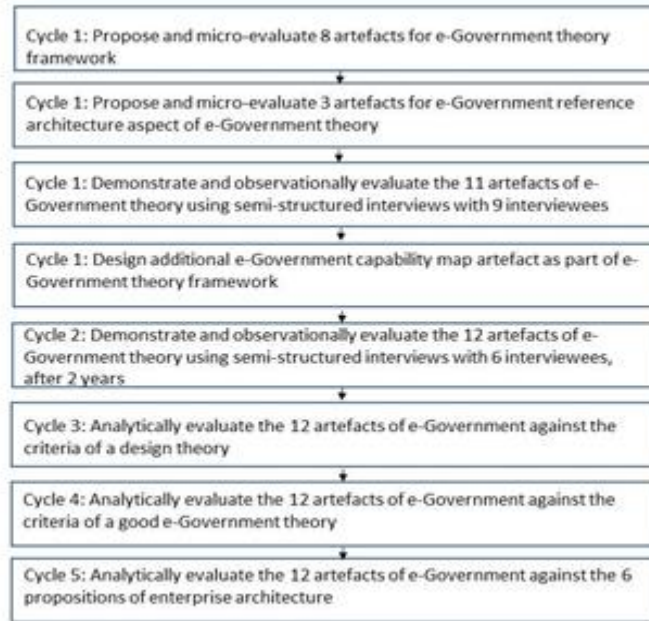 Cycle 1: Propose and micro-evaluate 8 artefacts for e-Government theory
framework
Cycle 1: Propose and micro-evaluate 3 artefacts for e-Government reference
architecture aspect of e-Government theory
Cycle 1: Demonstrate and observationally evaluate the 11 artefacts of e-
Government theory using semi-structured interviews with 9 interviewees
Cycle 1: Design additional e-Government capability map artefact as part of e-
Government theory framework
Cycle 2: Demonstrate and observationally evaluate the 12 artefacts of e-
Government theory using semi-structured interviews with 6 interviewees,
after 2 years
Cycle 3: Analytically evaluate the 12 artefacts of e-Government against the
criteria of a design theory
Cycle 4: Analytically evaluate the 12 artefacts of e-Government against the
criteria of a good e-Government theory
Cycle 5: Analytically evaluate the 12 artefacts of e-Government against the 6
propositions of enterprise architecture